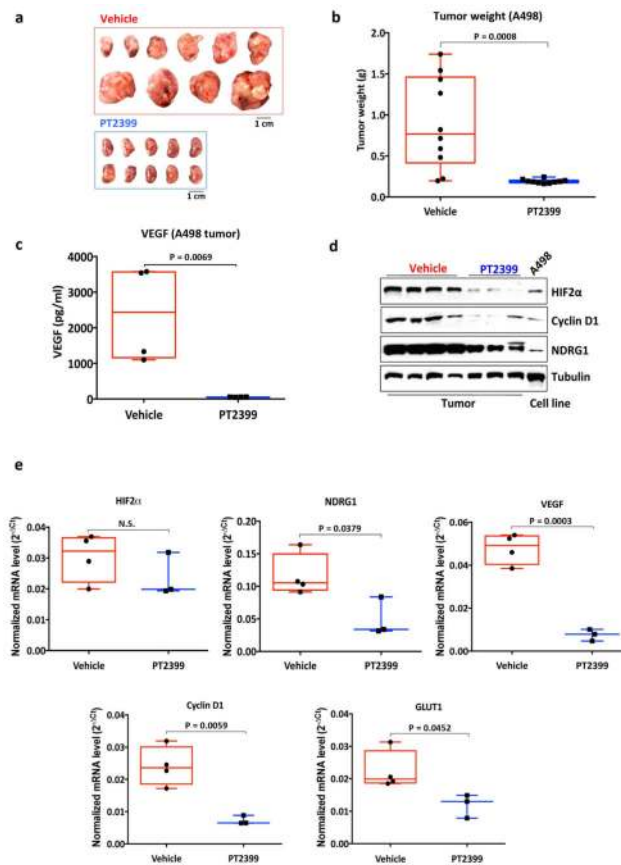 a
Vehicle
1 cm
PT2399
1 cm
b
Tumor weight (A498)
P = 0.0008
Tumor weight (g)
2.0
1.5
1.0
0.5
0.0
Vehicle PT2399
c
VEGF (A498 tumor)
P = 0.0069
VEGF (pg/ml)
4000
3000
2000
1000
0
Vehicle PT2399
d
Vehicle PT2399 A498
HIF2α
Cyclin D1
NDRG1
Tubulin
Tumor Cell line
e
HIF2α
N.S.
Normalized mRNA level (2^-ΔCt)
0.04
0.03
0.02
0.01
0.00
Vehicle PT2399
NDRG1
P = 0.0379
Normalized mRNA level (2^-ΔCt)
0.20
0.15
0.10
0.05
0.00
Vehicle PT2399
VEGF
P = 0.0003
Normalized mRNA level (2^-ΔCt)
0.06
0.04
0.02
0.00
Vehicle PT2399
Cyclin D1
P = 0.0059
Normalized mRNA level (2^-ΔCt)
0.04
0.03
0.02
0.01
0.00
Vehicle PT2399
GLUT1
P = 0.0452
Normalized mRNA level (2^-ΔCt)
0.04
0.03
0.02
0.01
0.00
Vehicle PT2399